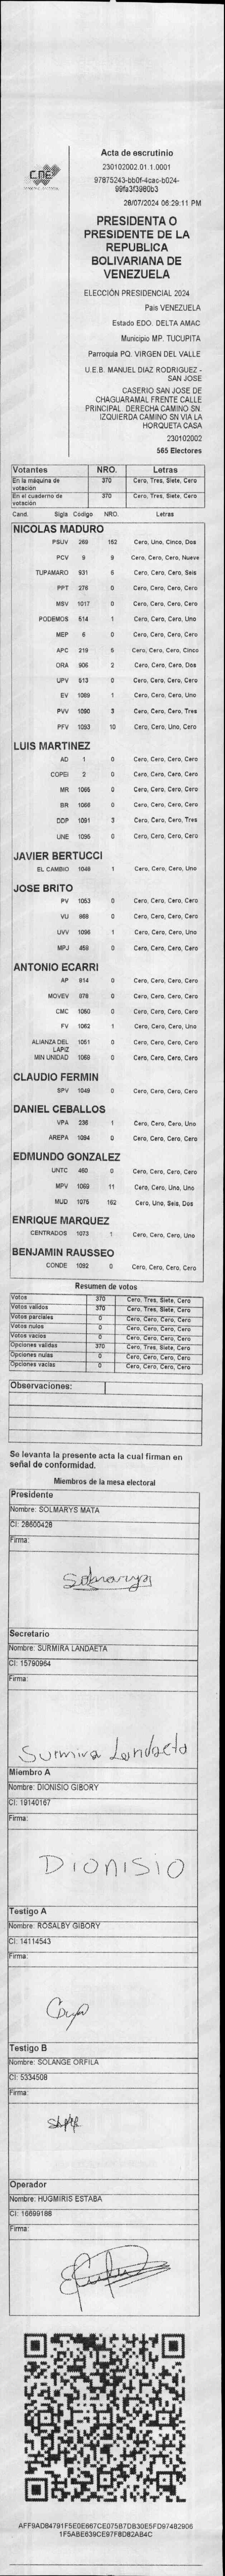 CNE
Acta de escrutinio
230102002.01.1.0001
97875243-bb0f-4cac-b024-
99fa3f3980b3
28/07/2024 06:29:11 PM
PRESIDENTA O
PRESIDENTE DE LA
REPUBLICA
BOLIVARIANA DE
VENEZUELA
ELECCIÓN PRESIDENCIAL 2024
Pais VENEZUELA
Estado EDO. DELTA AMAC
Municipio MP. TUCUPITA
Parroquia PQ. VIRGEN DEL VALLE
U.E.B. MANUEL DIAZ RODRIGUEZ -
SAN JOSE
CASERIO SAN JOSE DE
CHAGUARAMAL FRENTE CALLE
PRINCIPAL. DERECHA CAMINO SN.
IZQUIERDA CAMINO SN VIA LA
HORQUETA CASA
230102002
565 Electores
Votantes NRO. Letras
En la máquina de votación 370 Cero, Tres, Siete, Cero
En el cuaderno de votación 370 Cero, Tres, Siete, Cero
Cand. Sigla Codigo NRO. Letras
NICOLAS MADURO
PSUV 269 152 Cero, Uno, Cinco, Dos
PCV 9 9 Cero, Cero, Cero, Nueve
TUPAMARO 931 6 Cero, Cero, Cero, Seis
PPT 276 0 Cero, Cero, Cero, Cero
MSV 1017 0 Cero, Cero, Cero, Cero
PODEMOS 514 1 Cero, Cero, Cero, Uno
MEP 6 0 Cero, Cero, Cero, Cero
APC 219 5 Cero, Cero, Cero, Cinco
ORA 906 2 Cero, Cero, Cero, Dos
UPV 513 0 Cero, Cero, Cero, Cero
EV 1089 1 Cero, Cero, Cero, Uno
PVV 1090 3 Cero, Cero, Cero, Tres
PFV 1093 10 Cero, Cero, Uno, Cero
LUIS MARTINEZ
AD 1 0 Cero, Cero, Cero, Cero
COPEI 2 0 Cero, Cero, Cero, Cero
MR 1065 0 Cero, Cero, Cero, Cero
BR 1066 0 Cero, Cero, Cero, Cero
DDP 1091 3 Cero, Cero, Cero, Tres
UNE 1095 0 Cero, Cero, Cero, Cero
JAVIER BERTUCCI
EL CAMBIO 1048 1 Cero, Cero, Cero, Uno
JOSE BRITO
PV 1053 0 Cero, Cero, Cero, Cero
VU 868 0 Cero, Cero, Cero, Cero
UVV 1096 1 Cero, Cero, Cero, Uno
MPJ 459 0 Cero, Cero, Cero, Cero
ANTONIO ECARRI
AP 914 0 Cero, Cero, Cero, Cero
MOVEV 978 0 Cero, Cero, Cero, Cero
CMC 1050 0 Cero, Cero, Cero, Cero
FV 1062 1 Cero, Cero, Cero, Uno
ALIANZA DEL LAPIZ 1051 0 Cero, Cero, Cero, Cero
MIN UNIDAD 1068 0 Cero, Cero, Cero, Cero
CLAUDIO FERMIN
SPV 1049 0 Cero, Cero, Cero, Cero
DANIEL CEBALLOS
VPA 238 1 Cero, Cero, Cero, Uno
AREPA 1094 0 Cero, Cero, Cero, Cero
EDMUNDO GONZALEZ
UNTC 460 0 Cero, Cero, Cero, Cero
MPV 1069 11 Cero, Cero, Uno, Uno
MUD 1075 162 Cero, Uno, Seis, Dos
ENRIQUE MARQUEZ
CENTRADOS 1073 1 Cero, Cero, Cero, Uno
BENJAMIN RAUSSEO
CONDE 1092 0 Cero, Cero, Cero, Cero
Resumen de votos
Votos 370 Cero, Tres, Siete, Cero
Votos validos 370 Cero, Tres, Siete, Cero
Votos parciales 0 Cero, Cero, Cero, Cero
Votos nulos 0 Cero, Cero, Cero, Cero
Votos vacios 0 Cero, Cero, Cero, Cero
Opciones validas 370 Cero, Tres, Siete, Cero
Opciones nulas 0 Cero, Cero, Cero, Cero
Opciones vacias 0 Cero, Cero, Cero, Cero
Observaciones:
Se levanta la presente acta la cual firman en
señal de conformidad.
Miembros de la mesa electoral
Presidente
Nombre: SOLMARYS MATA
CI: 28600428
Firma:
Solmarys
Secretario
Nombre: SURMIRA LANDAETA
CI: 15790964
Firma:
Surmira Landaeta
Miembro A
Nombre: DIONISIO GIBORY
CI: 19140167
Firma:
DIONISIO
Testigo A
Nombre: ROSALBY GIBORY
CI: 14114543
Firma:
Testigo B
Nombre: SOLANGE ORFILA
CI: 5334508
Firma:
Operador
Nombre: HUGMIRIS ESTABA
CI: 16699188
Firma:
AFF9AD84791F5E0E667CE075B7DB30E5FD97482906
1F5ABE639CE97F8D82AB4C